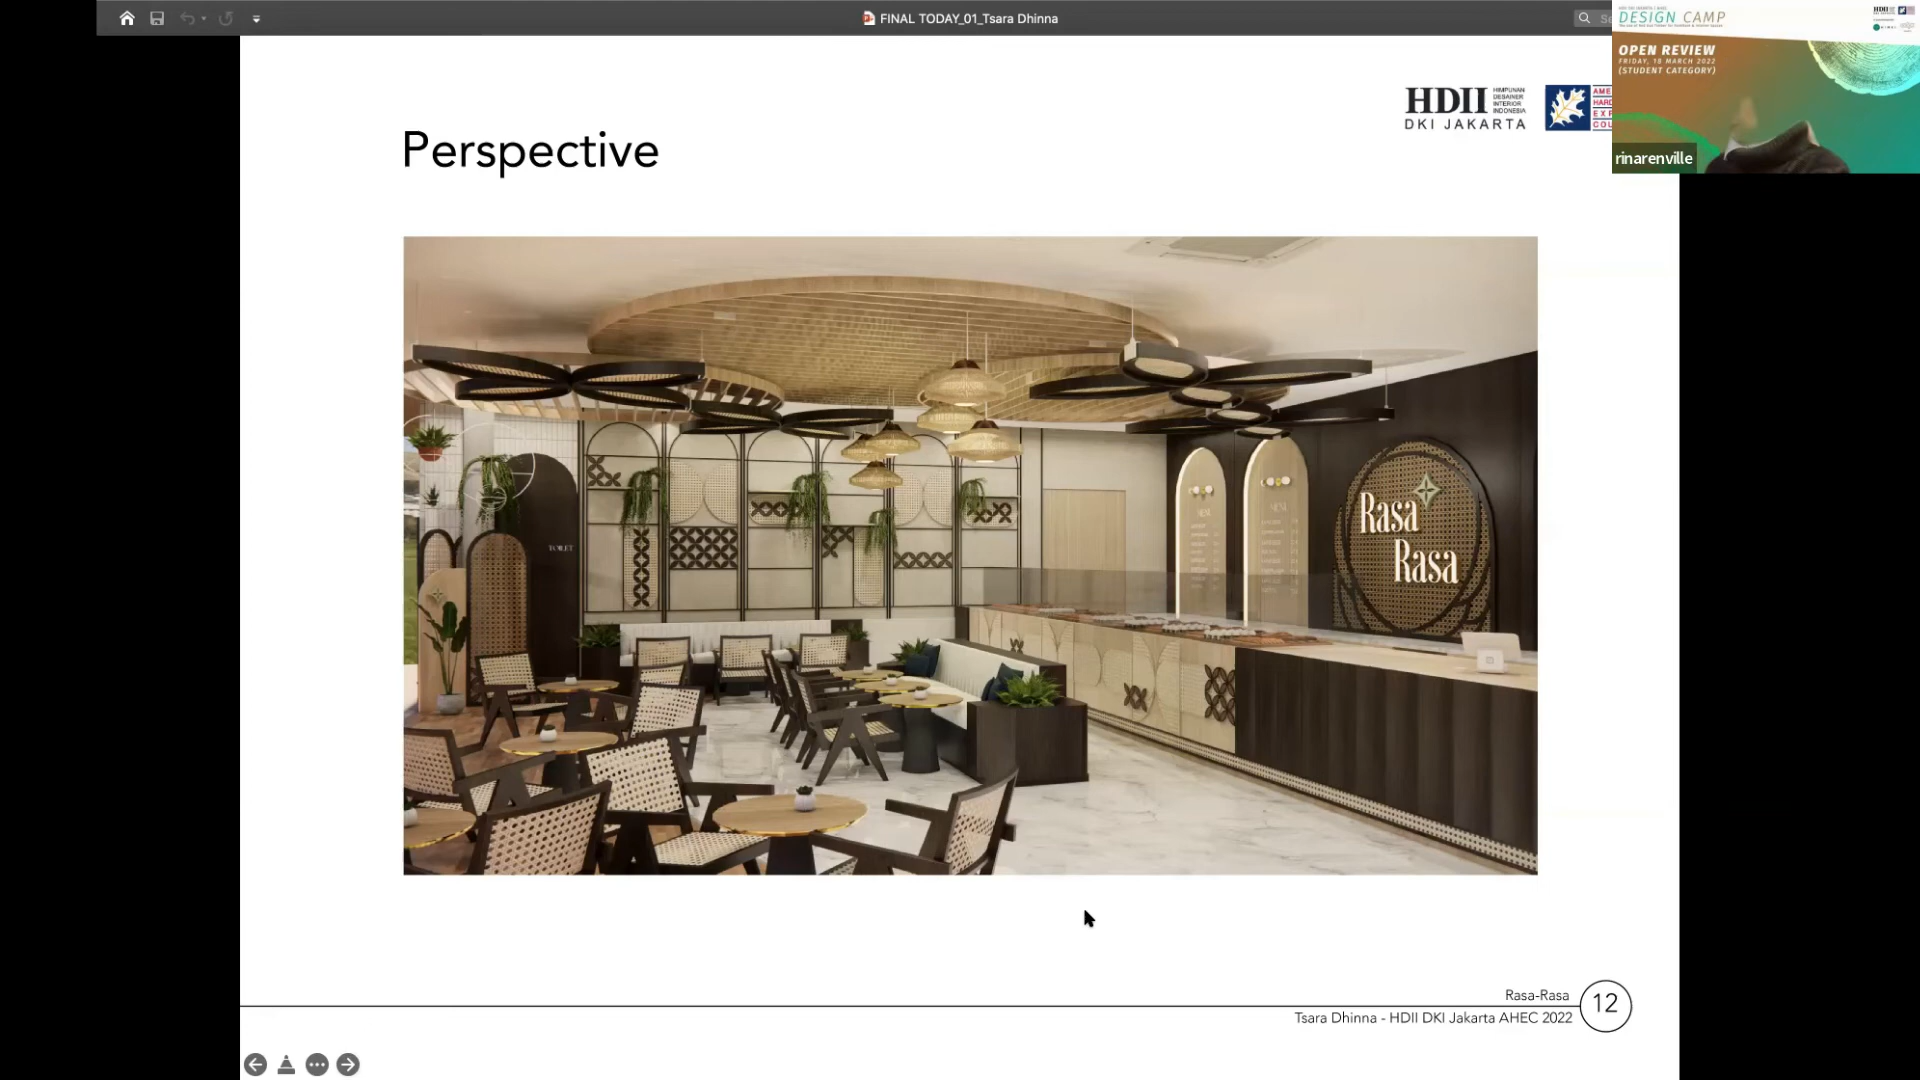 FINAL TODAY_01_Tsara Dhinna
DESIGN CAMP
HDII
OPEN REVIEW
FRIDAY, 18 MARCH 2022
(STUDENT CATEGORY)
rinarenville
HDII
HIMPUNAN
DESAINER
INTERIOR
INDONESIA
DKI JAKARTA
Perspective
TOILET
Rasa
Rasa
Rasa-Rasa
12
Tsara Dhinna - HDII DKI Jakarta AHEC 2022